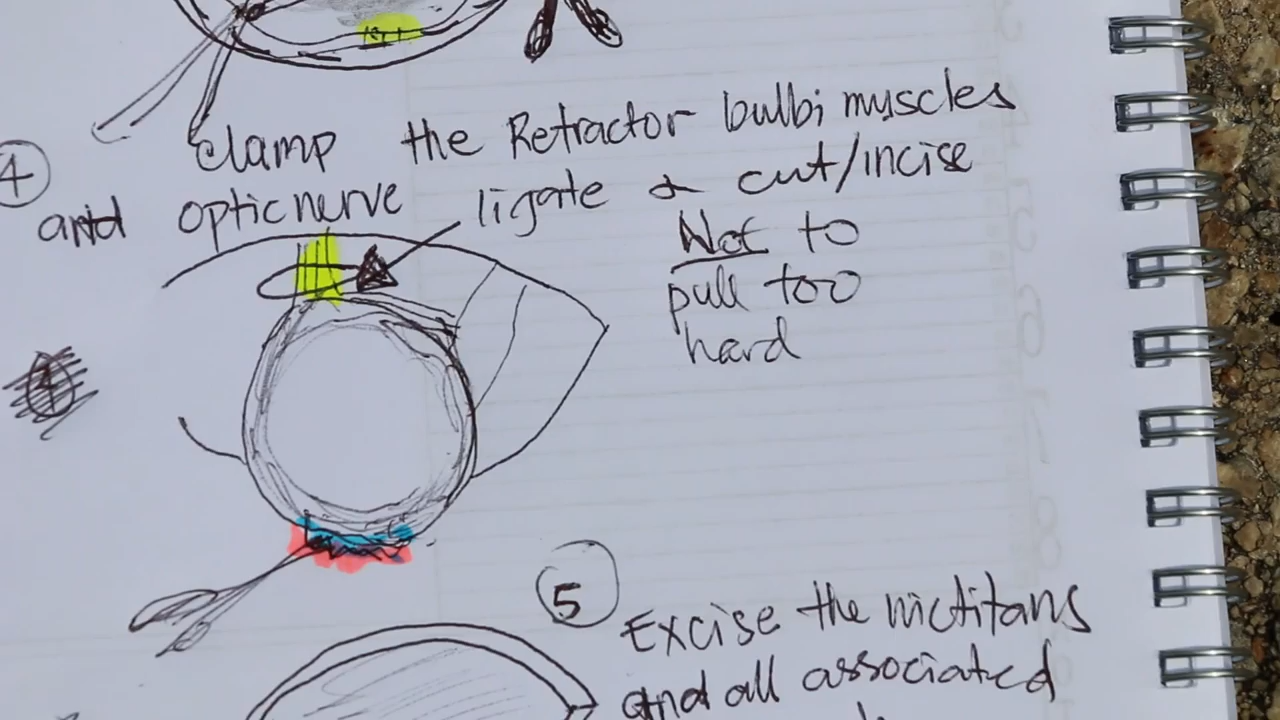 ④ clamp the Retractor bulbi muscles
and optic nerve ligate & cut/incise
Not to
pull too
hard
⑤ Excise the nictitans
and all associated